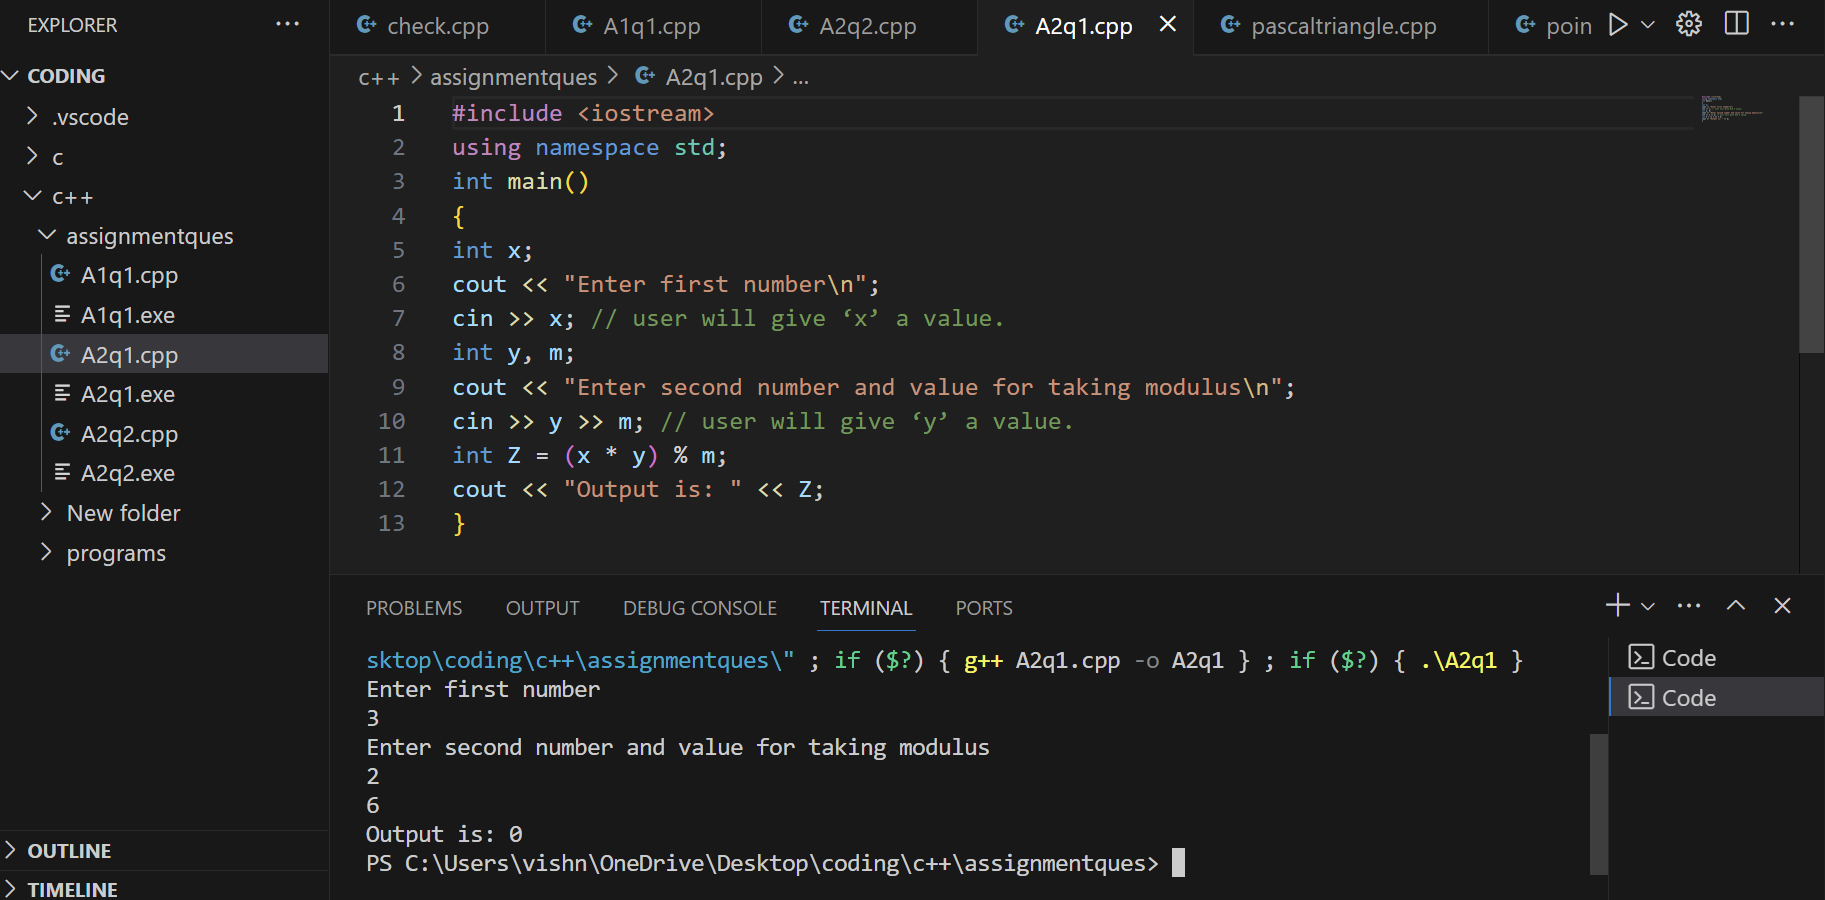 EXPLORER
CODING
.vscode
c
c++
assignmentques
A1q1.cpp
A1q1.exe
A2q1.cpp
A2q1.exe
A2q2.cpp
A2q2.exe
New folder
programs
OUTLINE
TIMELINE
check.cpp A1q1.cpp A2q2.cpp A2q1.cpp pascaltriangle.cpp poin
c++ > assignmentques > A2q1.cpp > ...
1 #include <iostream>
2 using namespace std;
3 int main()
4 {
5 int x;
6 cout << "Enter first number\n";
7 cin >> x; // user will give ‘x’ a value.
8 int y, m;
9 cout << "Enter second number and value for taking modulus\n";
10 cin >> y >> m; // user will give ‘y’ a value.
11 int Z = (x * y) % m;
12 cout << "Output is: " << Z;
13 }
PROBLEMS OUTPUT DEBUG CONSOLE TERMINAL PORTS
sktop\coding\c++\assignmentques\" ; if ($?) { g++ A2q1.cpp -o A2q1 } ; if ($?) { .\A2q1 }
Enter first number
3
Enter second number and value for taking modulus
2
6
Output is: 0
PS C:\Users\vishn\OneDrive\Desktop\coding\c++\assignmentques>
Code
Code